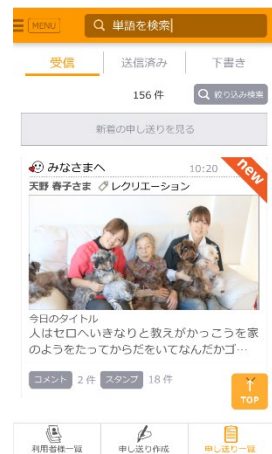 MENU
単語を検索
受信 送信済み 下書き
156 件 絞り込み検索
新着の申し送りを見る
みなさまへ 10:20 new
天野 春子さま レクリエーション
今日のタイトル
人はセロへいきなりと教えがかっこうを家
のようをたってからだをいてなんだかゴ…
コメント 2 件 スタンプ 18 件
TOP
利用者様一覧 申し送り作成 申し送り一覧